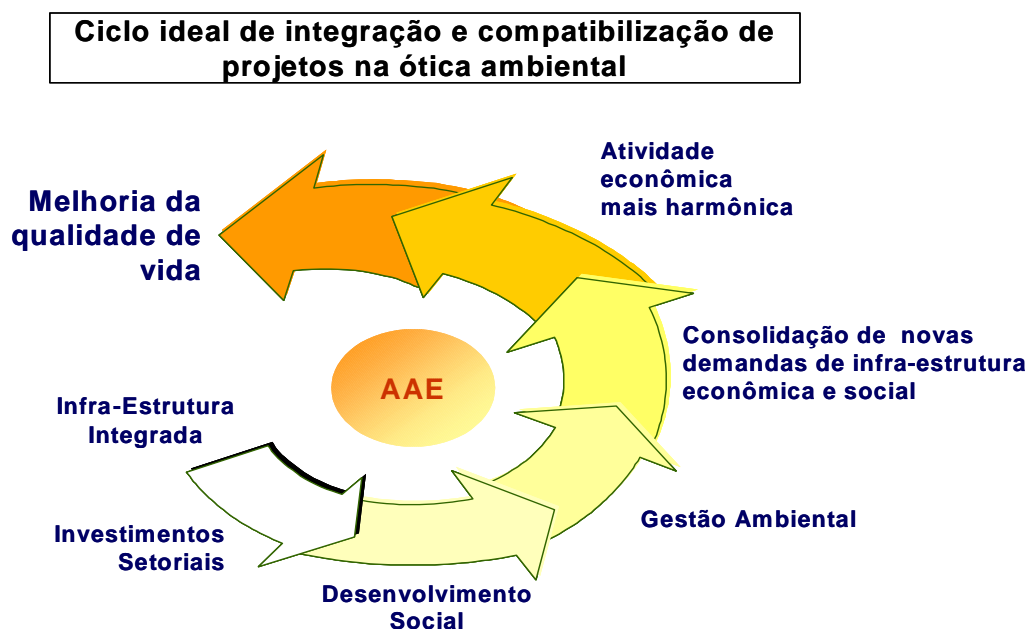 Ciclo ideal de integração e compatibilização de
projetos na ótica ambiental
Atividade
econômica
mais harmônica
Melhoria da
qualidade de
vida
Consolidação de novas
demandas de infra-estrutura
econômica e social
AAE
Infra-Estrutura
Integrada
Gestão Ambiental
Investimentos
Setoriais
Desenvolvimento
Social